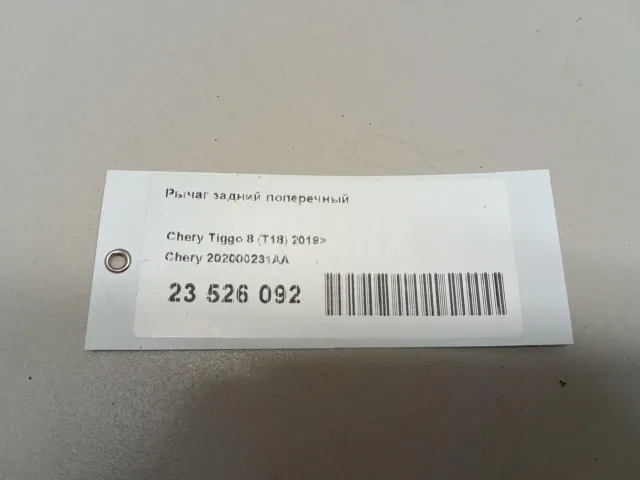 Рычаг задний поперечный
Chery Tiggo 8 (T18) 2019>
Chery 202000231AA
23 526 092